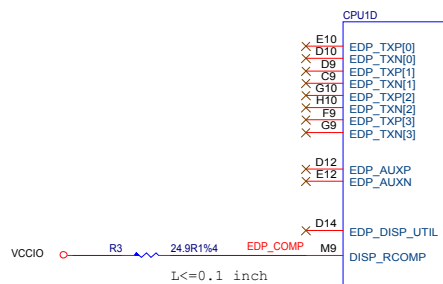 CPU1D
E10 EDP_TXP[0]
D10 EDP_TXN[0]
D9 EDP_TXP[1]
C9 EDP_TXN[1]
G10 EDP_TXP[2]
H10 EDP_TXN[2]
F9 EDP_TXP[3]
G9 EDP_TXN[3]
D12 EDP_AUXP
E12 EDP_AUXN
D14 EDP_DISP_UTIL
VCCIO R3 24.9R1%4 EDP_COMP M9 DISP_RCOMP
L<=0.1 inch